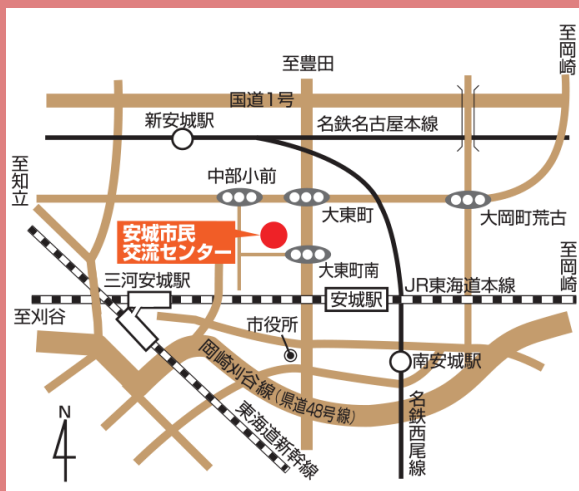 至豊田
至岡崎
国道1号
新安城駅
名鉄名古屋本線
至知立
中部小前
大東町
大岡町荒古
安城市民
交流センター
大東町南
至岡崎
三河安城駅
安城駅
JR東海道本線
至刈谷
市役所
南安城駅
岡崎刈谷線(県道48号線)
東海道新幹線
名鉄西尾線
N